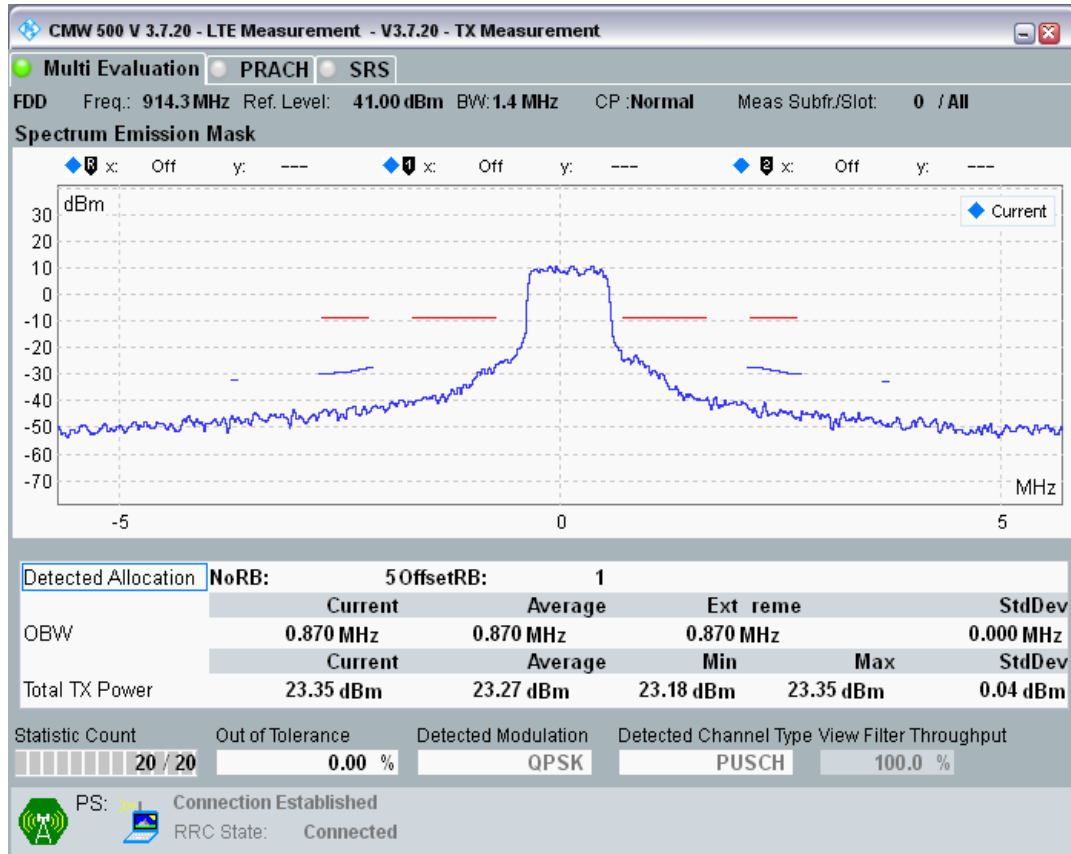 CMW 500 V 3.7.20 - LTE Measurement - V3.7.20 - TX Measurement
Multi Evaluation PRACH SRS
FDD Freq.: 914.3 MHz Ref. Level: 41.00 dBm BW: 1.4 MHz CP :Normal Meas Subfr./Slot: 0 / All
Spectrum Emission Mask
R x: Off y: --- 1 x: Off y: --- 2 x: Off y: ---
dBm
Current
30
20
10
0
-10
-20
-30
-40
-50
-60
-70
MHz
-5 0 5
Detected Allocation NoRB: 5 OffsetRB: 1
Current Average Ext reme StdDev
OBW 0.870 MHz 0.870 MHz 0.870 MHz 0.000 MHz
Current Average Min Max StdDev
Total TX Power 23.35 dBm 23.27 dBm 23.18 dBm 23.35 dBm 0.04 dBm
Statistic Count Out of Tolerance Detected Modulation Detected Channel Type View Filter Throughput
20 / 20 0.00 % QPSK PUSCH 100.0 %
PS: Connection Established
RRC State: Connected